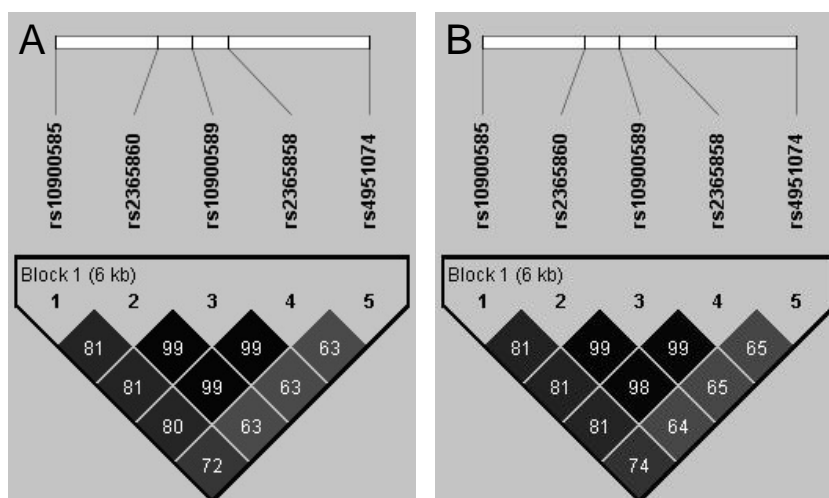 A
rs10900585
rs2365860
rs10900589
rs2365858
rs4951074
Block 1 (6 kb)
1 2 3 4 5
81 99 99 63
81 99 63
80 63
72
B
rs10900585
rs2365860
rs10900589
rs2365858
rs4951074
Block 1 (6 kb)
1 2 3 4 5
81 99 99 65
81 98 65
81 64
74